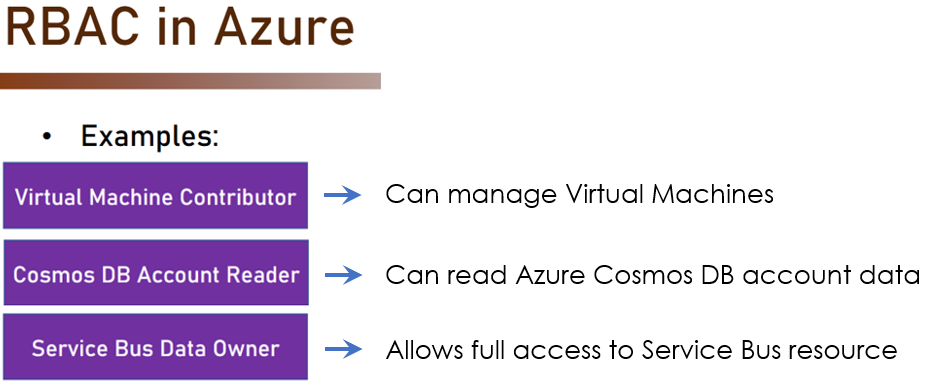 RBAC in Azure
• Examples:
Virtual Machine Contributor → Can manage Virtual Machines
Cosmos DB Account Reader → Can read Azure Cosmos DB account data
Service Bus Data Owner → Allows full access to Service Bus resource